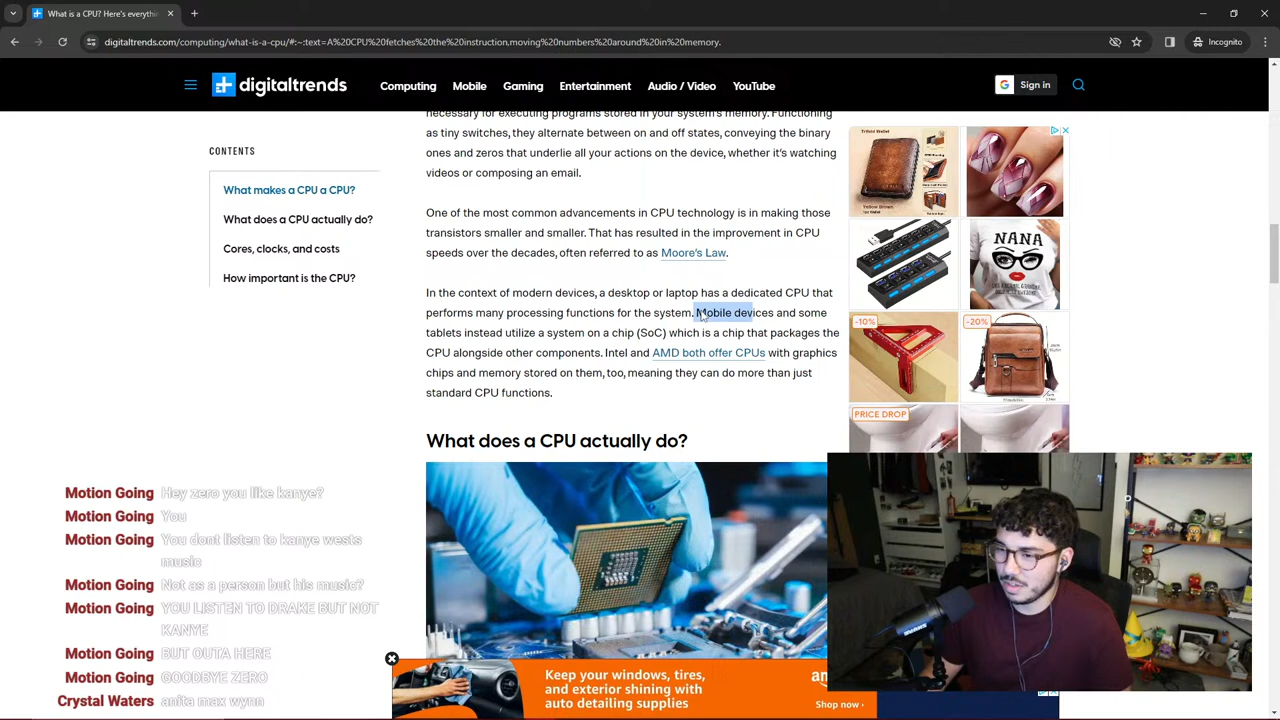 What is a CPU? Here's everythin
digitaltrends.com/computing/what-is-a-cpu/#:~:text=A%20CPU%20fetches%20the%20instruction,moving%20numbers%20around%20in%20memory.
Incognito
digitaltrends
Computing
Mobile
Gaming
Entertainment
Audio / Video
YouTube
Sign in
CONTENTS
What makes a CPU a CPU?
What does a CPU actually do?
Cores, clocks, and costs
How important is the CPU?
necessary for executing programs stored in your system's memory. Functioning
as tiny switches, they alternate between on and off states, conveying the binary
ones and zeros that underlie all your actions on the device, whether it's watching
videos or composing an email.
One of the most common advancements in CPU technology is in making those
transistors smaller and smaller. That has resulted in the improvement in CPU
speeds over the decades, often referred to as Moore's Law.
In the context of modern devices, a desktop or laptop has a dedicated CPU that
performs many processing functions for the system. Mobile devices and some
tablets instead utilize a system on a chip (SoC) which is a chip that packages the
CPU alongside other components. Intel and AMD both offer CPUs with graphics
chips and memory stored on them, too, meaning they can do more than just
standard CPU functions.
What does a CPU actually do?
NANA
-10%
-20%
PRICE DROP
Motion Going Hey zero you like kanye?
Motion Going You
Motion Going You dont listen to kanye wests
music
Motion Going Not as a person but his music?
Motion Going YOU LISTEN TO DRAKE BUT NOT
KANYE
Motion Going BUT OUTA HERE
Motion Going GOODBYE ZERO
Crystal Waters anita max wynn
Keep your windows, tires,
and exterior shining with
auto detailing supplies
am
Shop now ›